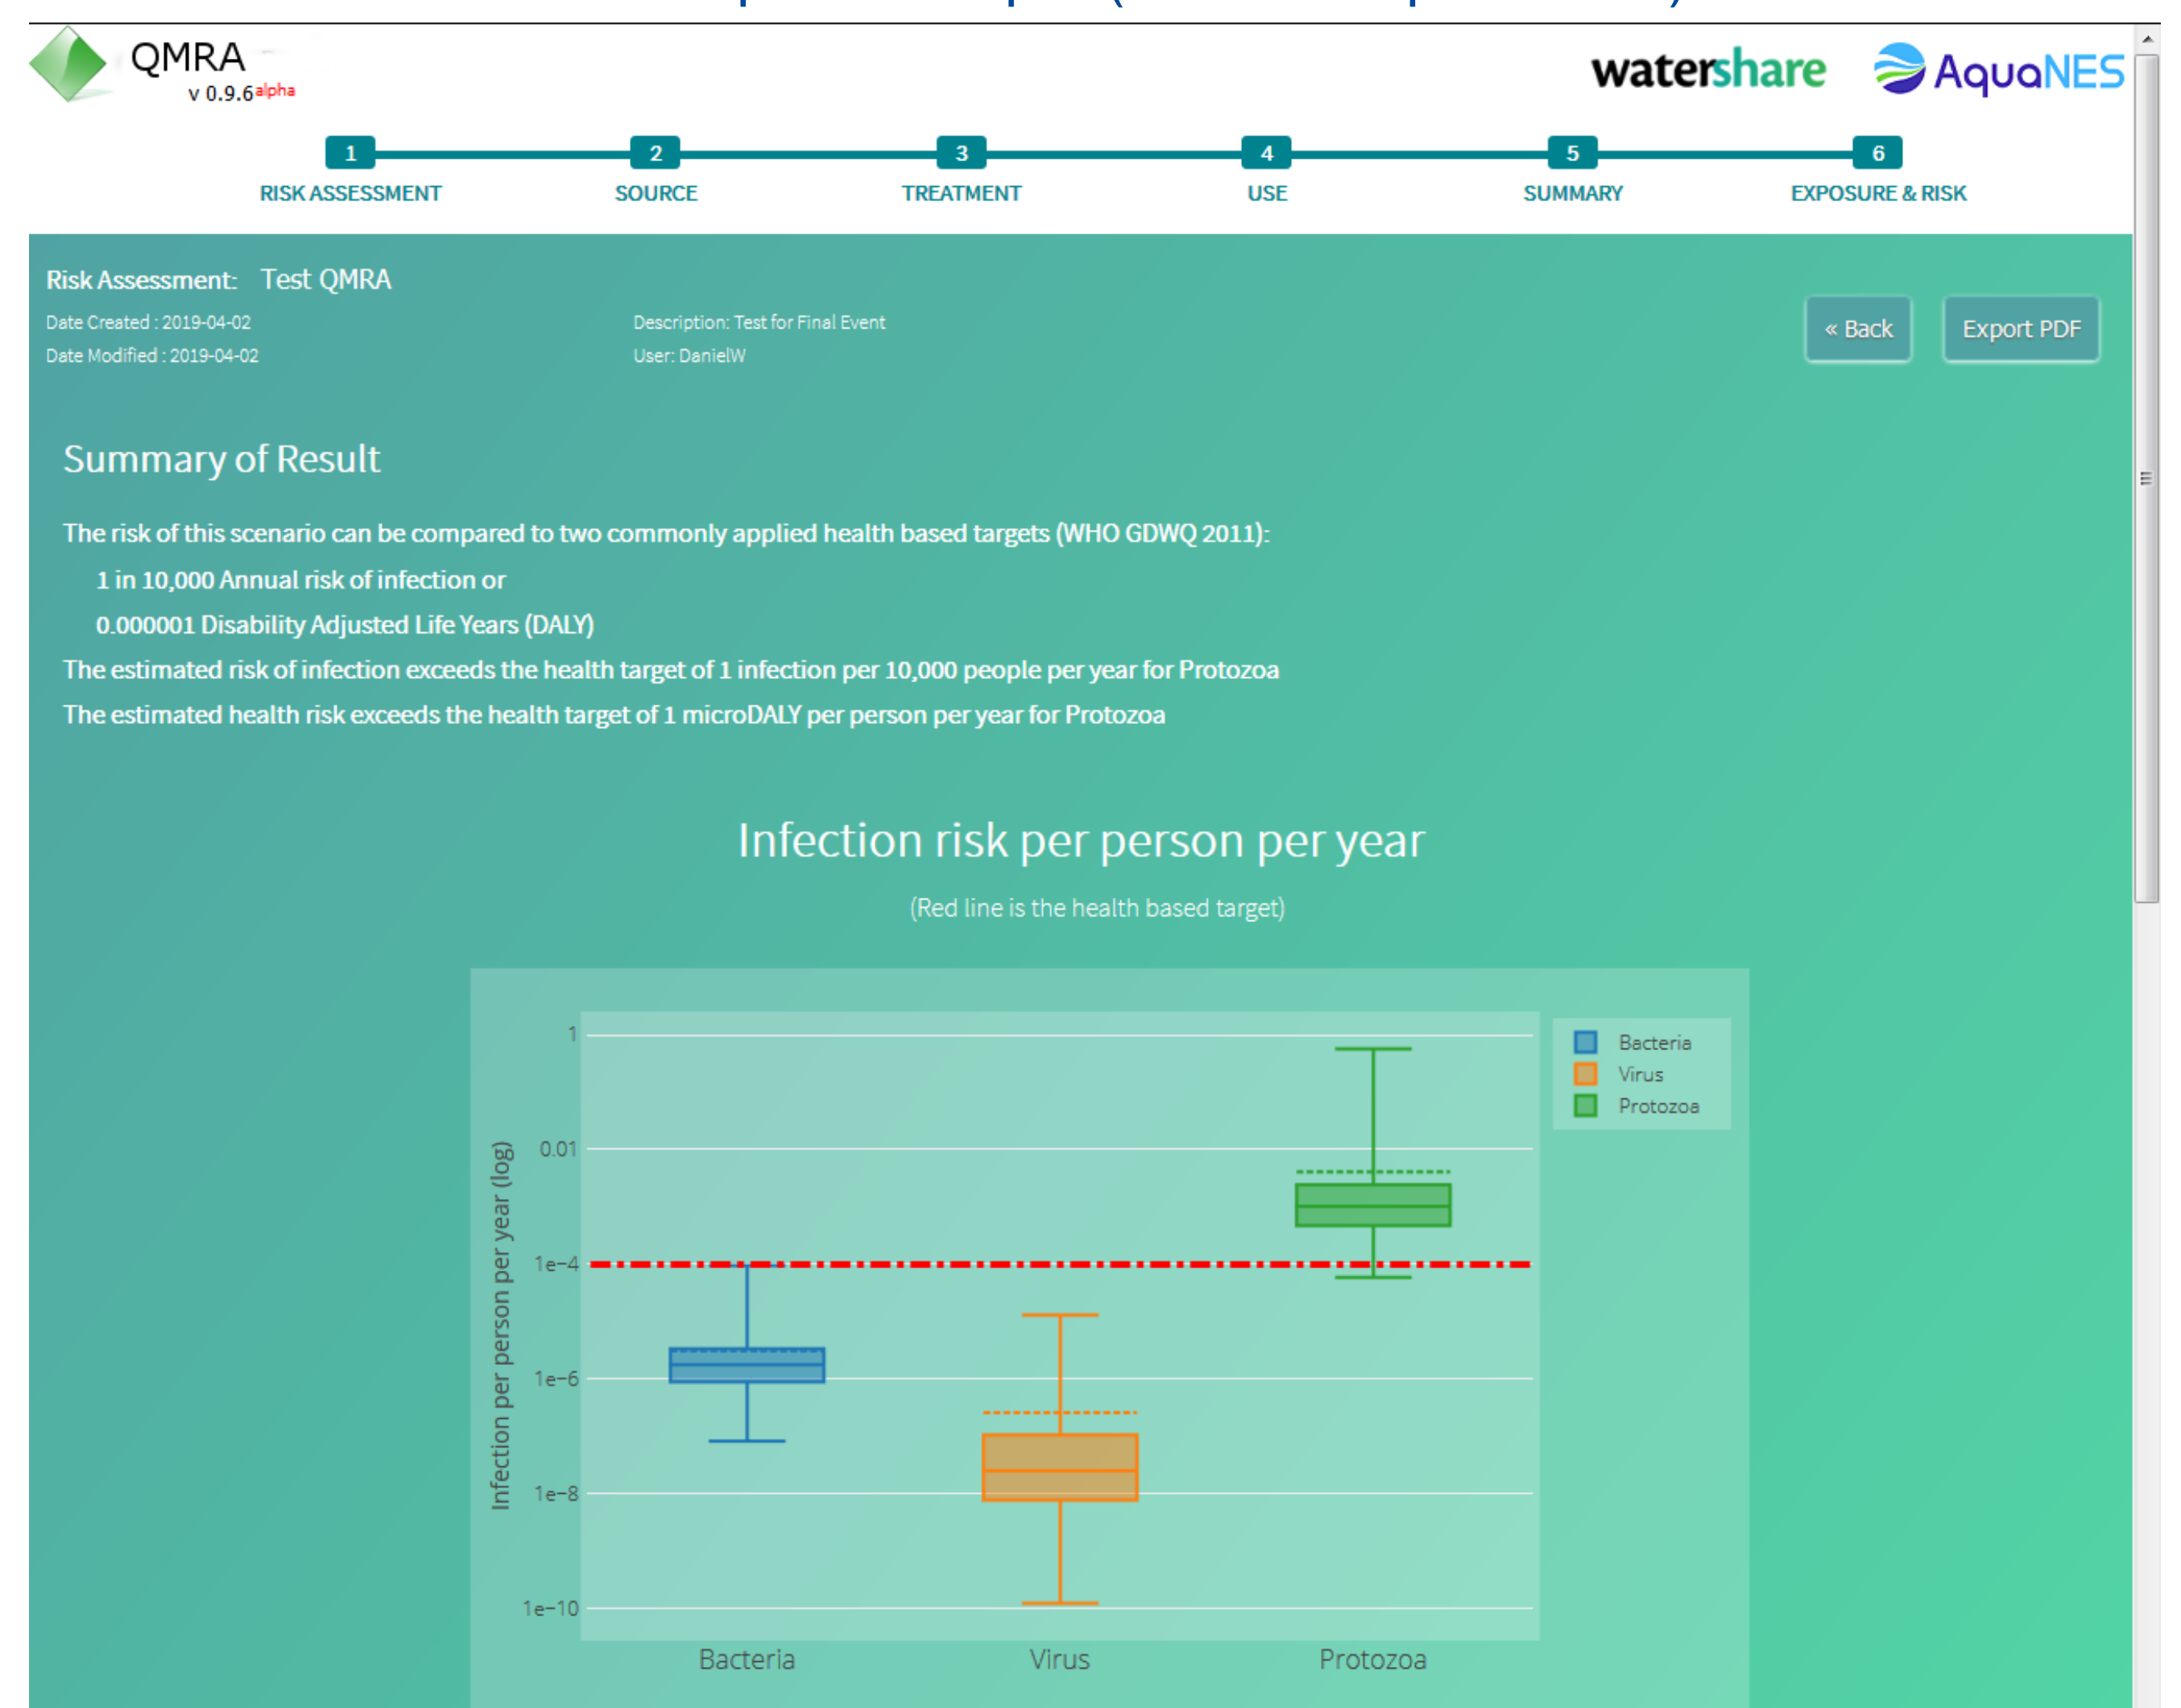 QMRA
v 0.9.6 alpha
watershare
AquaNES
1 2 3 4 5 6
RISK ASSESSMENT SOURCE TREATMENT USE SUMMARY EXPOSURE & RISK
Risk Assessment: Test QMRA
Date Created : 2019-04-02 Description: Test for Final Event
Date Modified : 2019-04-02 User: DanielW
« Back Export PDF
Summary of Result
The risk of this scenario can be compared to two commonly applied health based targets (WHO GDWQ 2011):
1 in 10,000 Annual risk of infection or
0.000001 Disability Adjusted Life Years (DALY)
The estimated risk of infection exceeds the health target of 1 infection per 10,000 people per year for Protozoa
The estimated health risk exceeds the health target of 1 microDALY per person per year for Protozoa
Infection risk per person per year
(Red line is the health based target)
Infection per person per year (log)
1
0.01
1e−4
1e−6
1e−8
1e−10
Bacteria Virus Protozoa
Bacteria
Virus
Protozoa